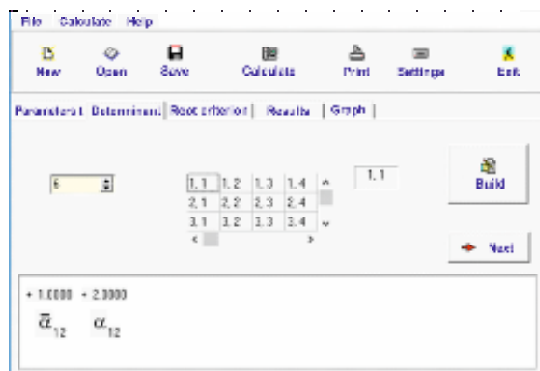 File Calculate Help
New Open Save Calculate Print Settings Exit
Parameters Determinant Root criterion Results Graph
6
1, 1 1, 2 1, 3 1, 4
2, 1 2, 2 2, 3 2, 4
3, 1 3, 2 3, 3 3, 4
1, 1
Build
Next
+ 1.0000 + 2.0000
α̅₁₂ α₁₂